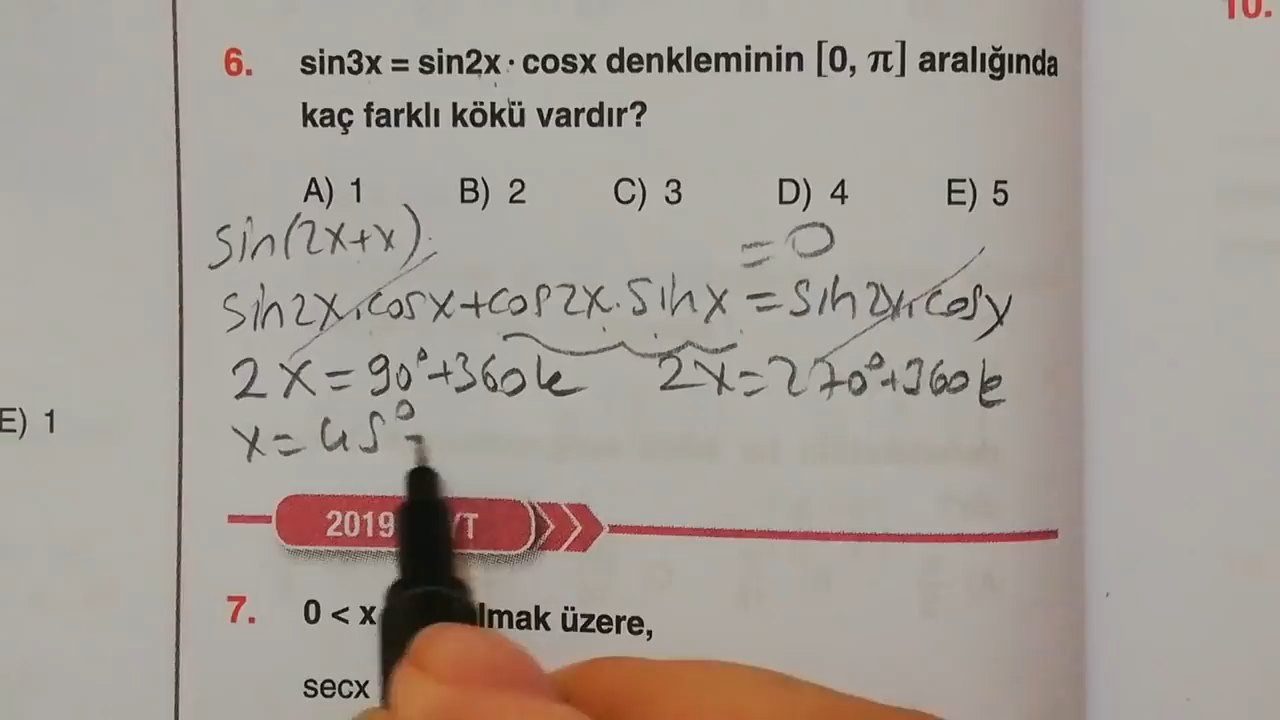 10.
6. sin3x = sin2x · cosx denkleminin [0, π] aralığında
kaç farklı kökü vardır?
A) 1 B) 2 C) 3 D) 4 E) 5
sin(2x+x)
= 0
sin2x.cosx+cos2x.sinx=sin2x.cosx
2x=90°+360k 2x=270°+360k
E) 1
x=45°
2019
7. 0 < x lmak üzere,
secx